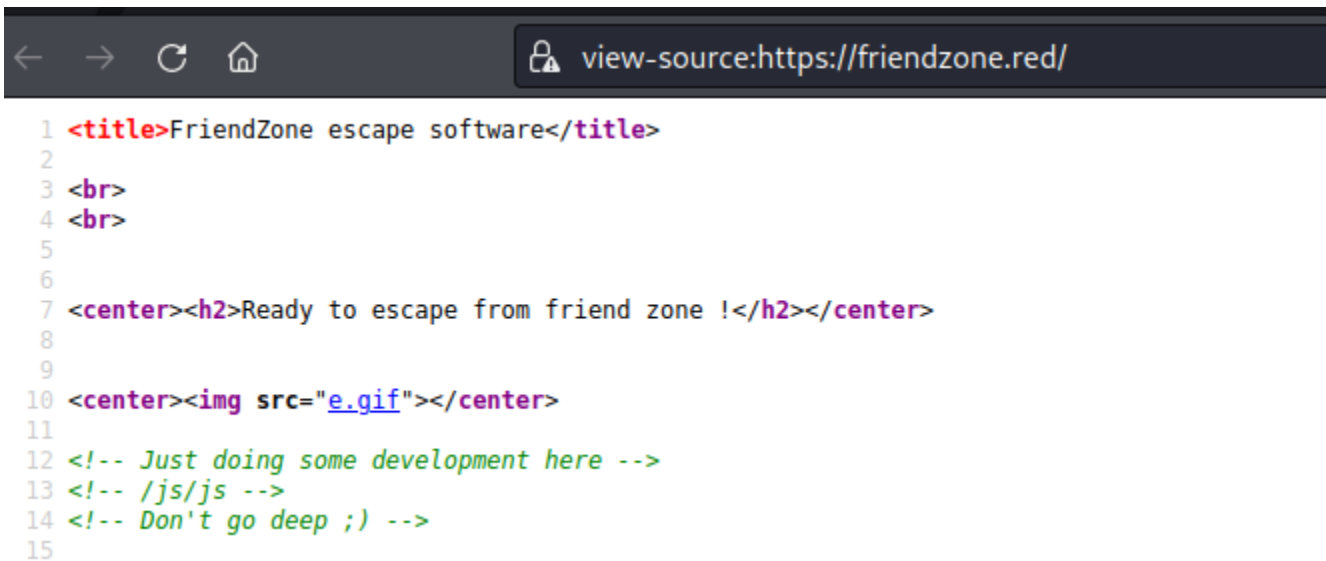 view-source:https://friendzone.red/
1 <title>FriendZone escape software</title>
2
3 <br>
4 <br>
5
6
7 <center><h2>Ready to escape from friend zone !</h2></center>
8
9
10 <center><img src="e.gif"></center>
11
12 <!-- Just doing some development here -->
13 <!-- /js/js -->
14 <!-- Don't go deep ;) -->
15